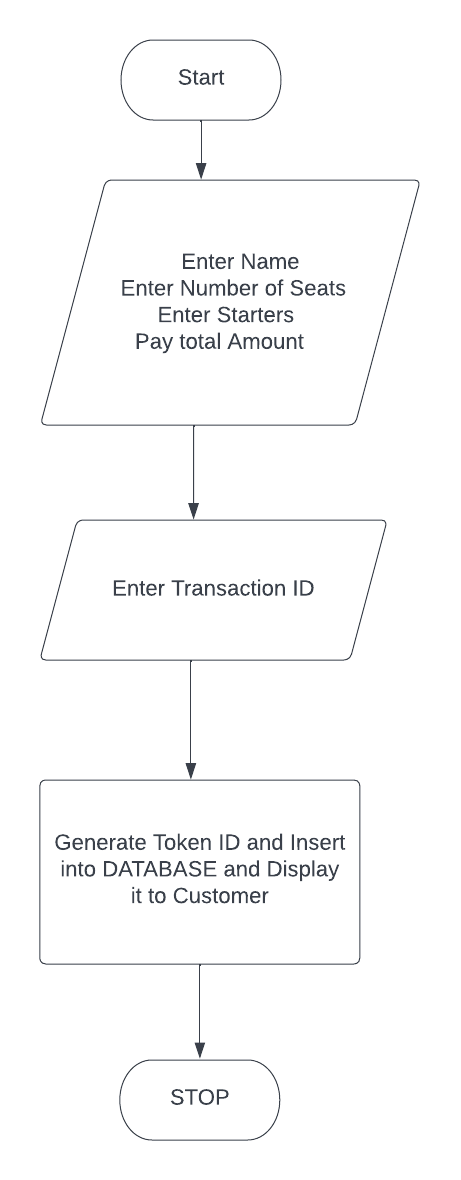 Start
Enter Name
Enter Number of Seats
Enter Starters
Pay total Amount
Enter Transaction ID
Generate Token ID and Insert
into DATABASE and Display
it to Customer
STOP